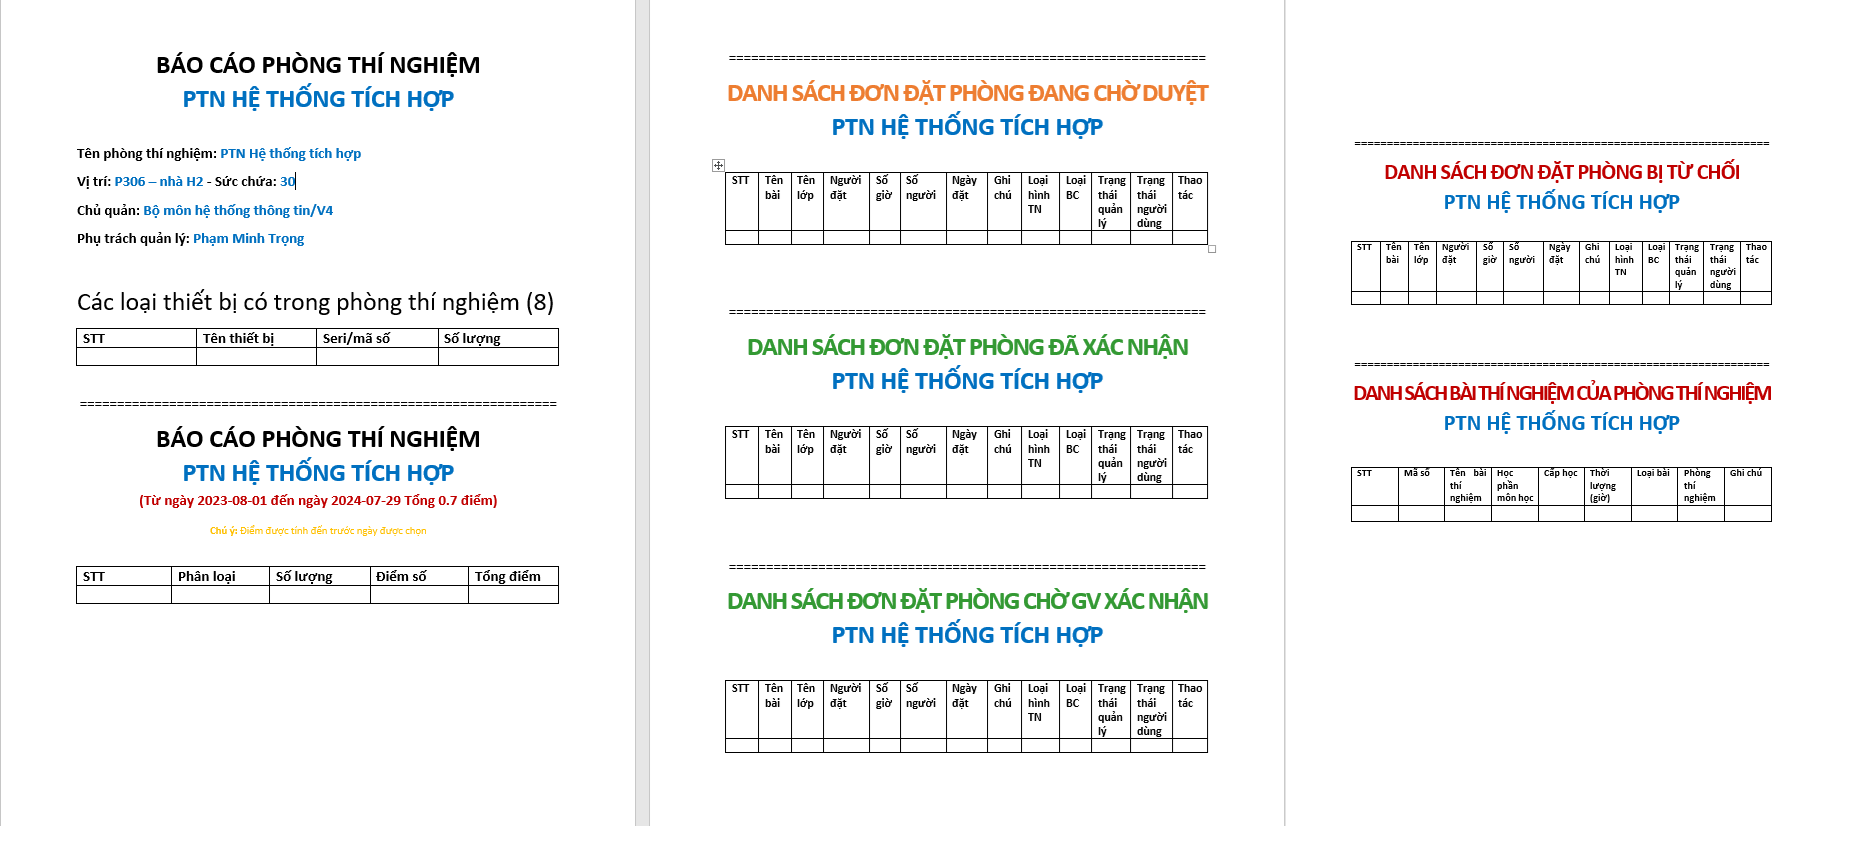 BÁO CÁO PHÒNG THÍ NGHIỆM
PTN HỆ THỐNG TÍCH HỢP
Tên phòng thí nghiệm: PTN Hệ thống tích hợp
Vị trí: P306 – nhà H2 - Sức chứa: 30
Chủ quản: Bộ môn hệ thống thông tin/V4
Phụ trách quản lý: Phạm Minh Trọng
Các loại thiết bị có trong phòng thí nghiệm (8)
STT Tên thiết bị Seri/mã số Số lượng
================================================================
BÁO CÁO PHÒNG THÍ NGHIỆM
PTN HỆ THỐNG TÍCH HỢP
(Từ ngày 2023-08-01 đến ngày 2024-07-29 Tổng 0.7 điểm)
Chú ý: Điểm được tính đến trước ngày được chọn
STT Phân loại Số lượng Điểm số Tổng điểm
================================================================
DANH SÁCH ĐƠN ĐẶT PHÒNG ĐANG CHỜ DUYỆT
PTN HỆ THỐNG TÍCH HỢP
STT Tên Tên Người Số Số Ngày Ghi Loại Loại Trạng Trạng Thao
bài lớp đặt giờ người đặt chú hình BC thái thái tác
TN quản người
lý dùng
================================================================
DANH SÁCH ĐƠN ĐẶT PHÒNG ĐÃ XÁC NHẬN
PTN HỆ THỐNG TÍCH HỢP
STT Tên Tên Người Số Số Ngày Ghi Loại Loại Trạng Trạng Thao
bài lớp đặt giờ người đặt chú hình BC thái thái tác
TN quản người
lý dùng
================================================================
DANH SÁCH ĐƠN ĐẶT PHÒNG CHỜ GV XÁC NHẬN
PTN HỆ THỐNG TÍCH HỢP
STT Tên Tên Người Số Số Ngày Ghi Loại Loại Trạng Trạng Thao
bài lớp đặt giờ người đặt chú hình BC thái thái tác
TN quản người
lý dùng
================================================================
DANH SÁCH ĐƠN ĐẶT PHÒNG BỊ TỪ CHỐI
PTN HỆ THỐNG TÍCH HỢP
STT Tên Tên Người Số Số Ngày Ghi Loại Loại Trạng Trạng Thao
bài lớp đặt giờ người đặt chú hình BC thái thái tác
TN quản người
lý dùng
================================================================
DANH SÁCH BÀI THÍ NGHIỆM CỦA PHÒNG THÍ NGHIỆM
PTN HỆ THỐNG TÍCH HỢP
STT Mã số Tên bài Học Cấp học Thời Loại bài Phòng Ghi chú
thí phần lượng thí
nghiệm môn học (giờ) nghiệm